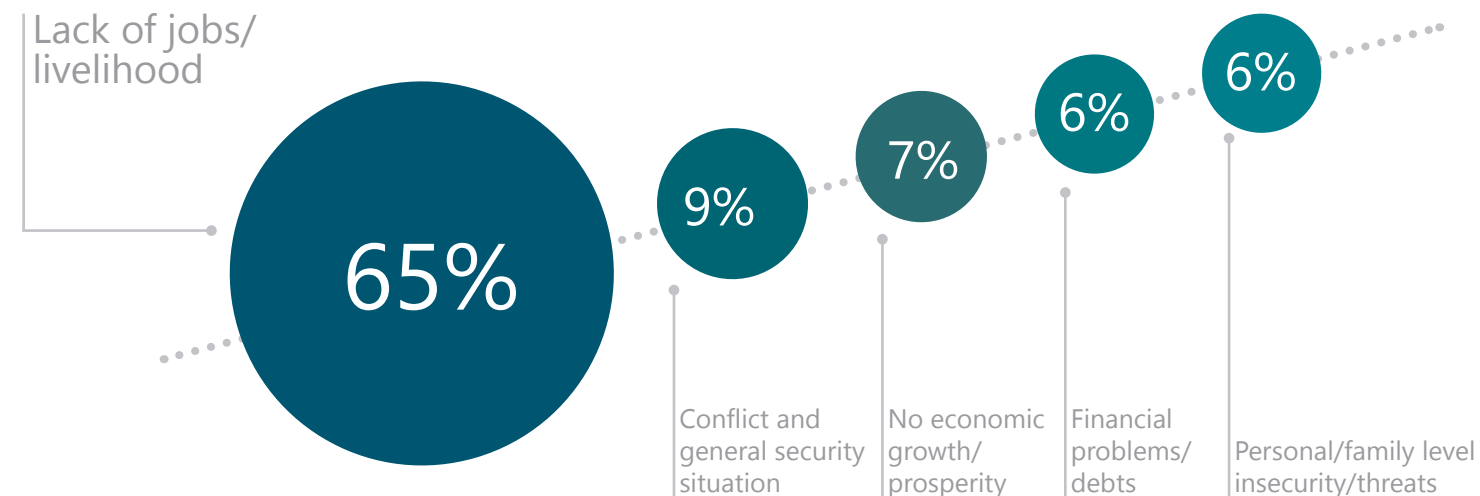 Lack of jobs/
livelihood
65%
9%
7%
6%
6%
Conflict and
general security
situation
No economic
growth/
prosperity
Financial
problems/
debts
Personal/family level
insecurity/threats